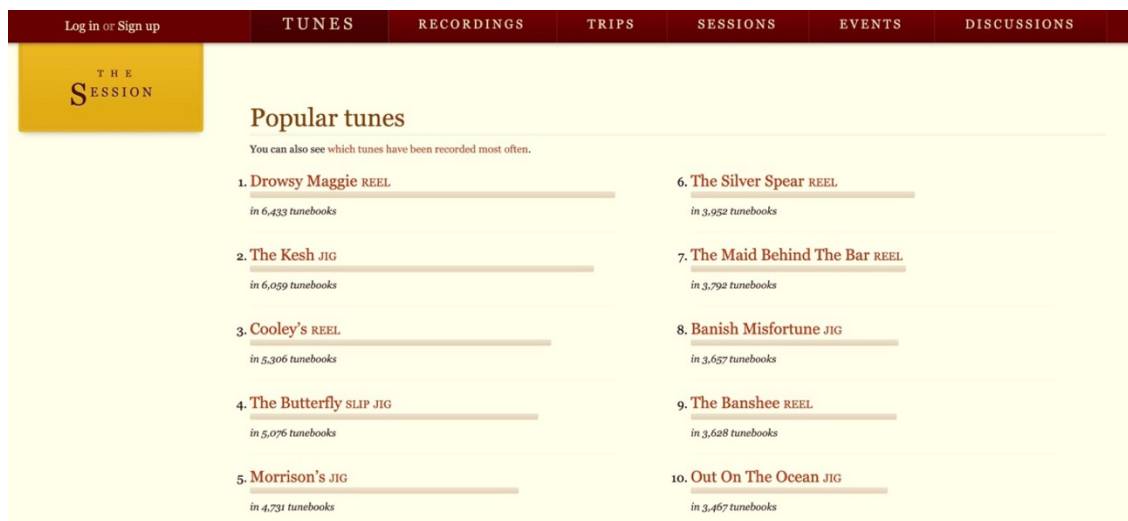 Log in or Sign up
TUNES
RECORDINGS
TRIPS
SESSIONS
EVENTS
DISCUSSIONS
THE
SESSION
Popular tunes
You can also see which tunes have been recorded most often.
1. Drowsy Maggie REEL
in 6,433 tunebooks
2. The Kesh JIG
in 6,059 tunebooks
3. Cooley's REEL
in 5,306 tunebooks
4. The Butterfly SLIP JIG
in 5,076 tunebooks
5. Morrison's JIG
in 4,731 tunebooks
6. The Silver Spear REEL
in 3,952 tunebooks
7. The Maid Behind The Bar REEL
in 3,792 tunebooks
8. Banish Misfortune JIG
in 3,657 tunebooks
9. The Banshee REEL
in 3,628 tunebooks
10. Out On The Ocean JIG
in 3,467 tunebooks